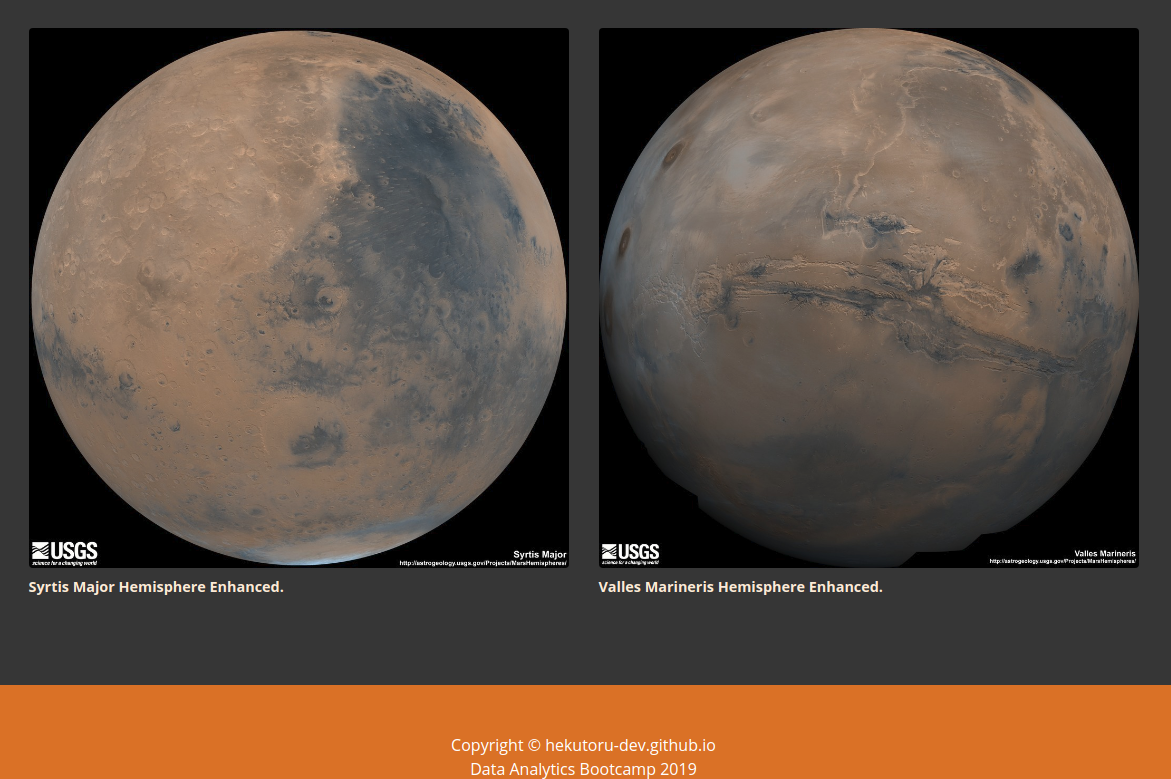 USGS
science for a changing world
Syrtis Major
http://astrogeology.usgs.gov/Projects/MarsHemispheres/
USGS
science for a changing world
Valles Marineris
http://astrogeology.usgs.gov/Projects/MarsHemispheres/
Syrtis Major Hemisphere Enhanced.
Valles Marineris Hemisphere Enhanced.
Copyright © hekutoru-dev.github.io
Data Analytics Bootcamp 2019